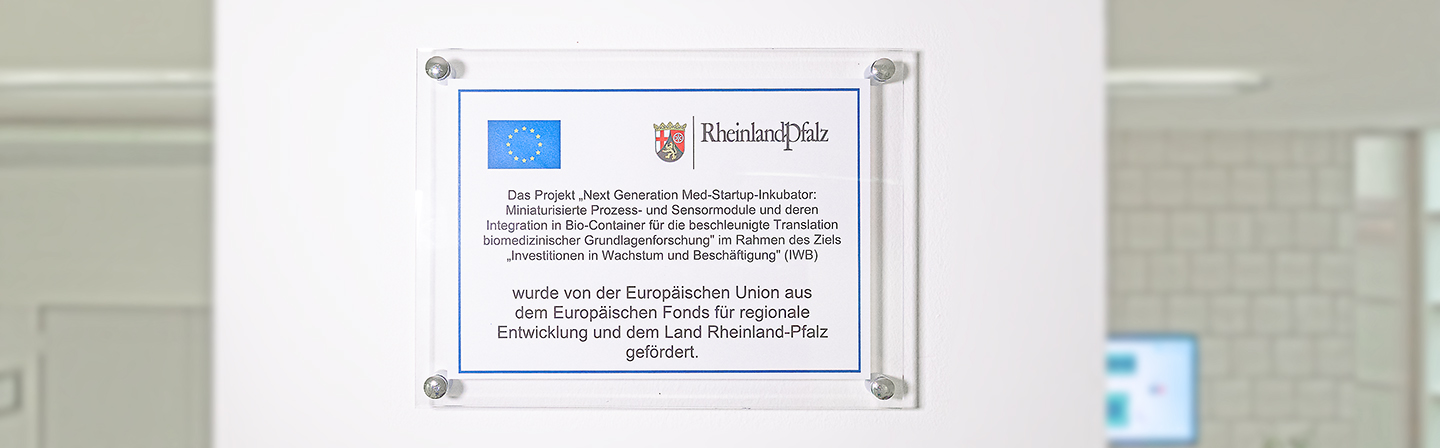 RheinlandPfalz
Das Projekt „Next Generation Med-Startup-Inkubator:
Miniaturisierte Prozess- und Sensormodule und deren
Integration in Bio-Container für die beschleunigte Translation
biomedizinischer Grundlagenforschung" im Rahmen des Ziels
„Investitionen in Wachstum und Beschäftigung" (IWB)
wurde von der Europäischen Union aus
dem Europäischen Fonds für regionale
Entwicklung und dem Land Rheinland-Pfalz
gefördert.